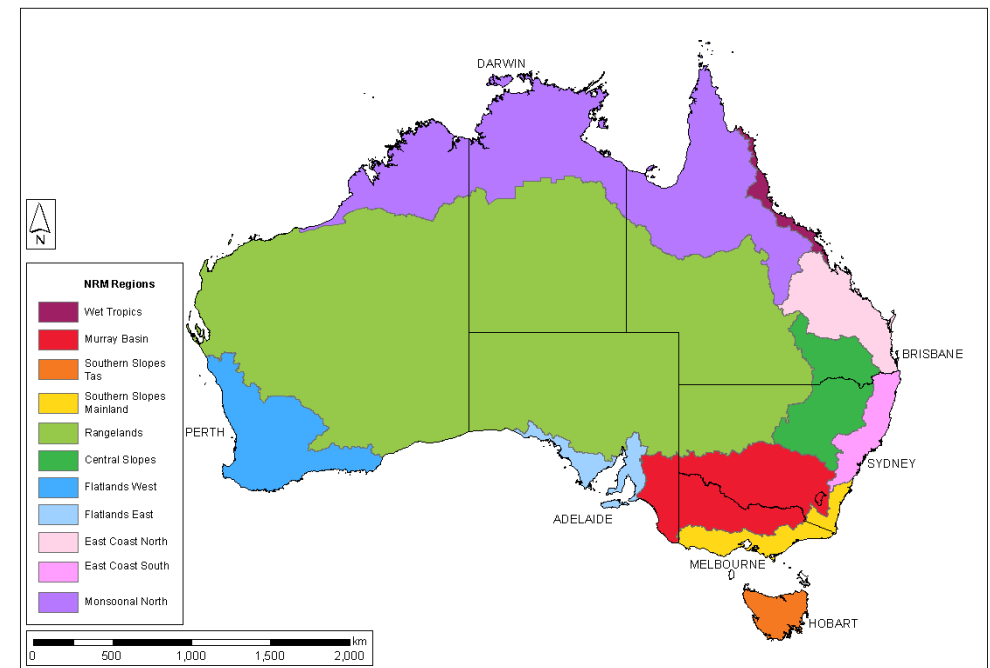 DARWIN
N
NRM Regions
Wet Tropics
Murray Basin
Southern Slopes
Tas
Southern Slopes
Mainland
Rangelands
Central Slopes
Flatlands West
Flatlands East
East Coast North
East Coast South
Monsoonal North
BRISBANE
PERTH
SYDNEY
ADELAIDE
MELBOURNE
HOBART
km
0 500 1,000 1,500 2,000